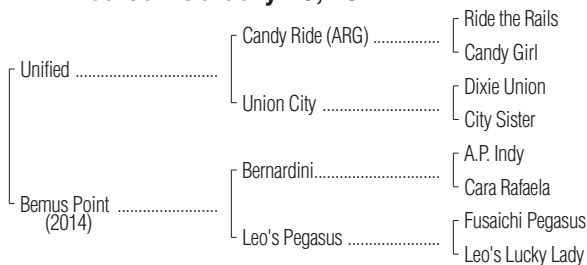 Ride the Rails
Candy Ride (ARG) ....................
Candy Girl
Unified ....................................
Dixie Union
Union City .............................
City Sister
A.P. Indy
Bernardini...............................
Cara Rafaela
Bemus Point .........................
(2014)
Fusaichi Pegasus
Leo's Pegasus .......................
Leo's Lucky Lady